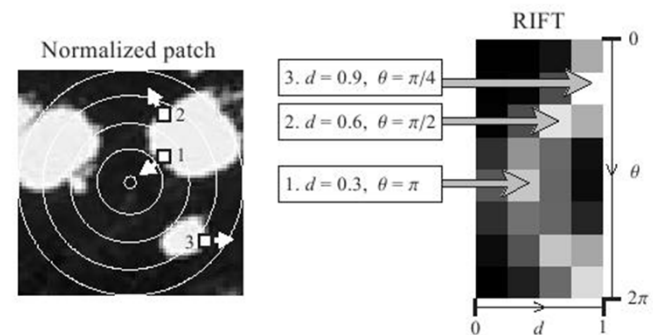 RIFT
Normalized patch
0
3. d = 0.9, θ = π/4
2
2. d = 0.6, θ = π/2
1
1. d = 0.3, θ = π
θ
3
2π
0 d 1